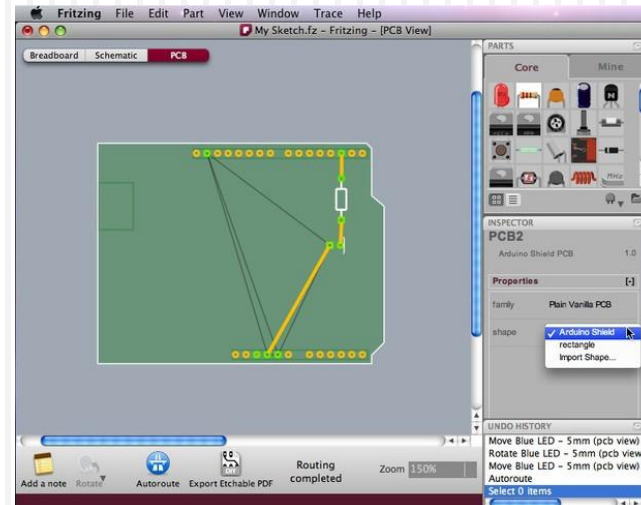 Fritzing File Edit Part View Window Trace Help
My Sketch.fz - Fritzing - [PCB View]
Breadboard Schematic PCB
PARTS
Core Mine
MHz
INSPECTOR
PCB2
Arduino Shield PCB 1.0
Properties [-]
family Plain Vanilla PCB
shape ✓ Arduino Shield
rectangle
Import Shape...
UNDO HISTORY
Move Blue LED - 5mm (pcb view)
Rotate Blue LED - 5mm (pcb view
Move Blue LED - 5mm (pcb view)
Autoroute
Select 0 items
Add a note Rotate Autoroute Export Etchable PDF Routing
completed Zoom 150%